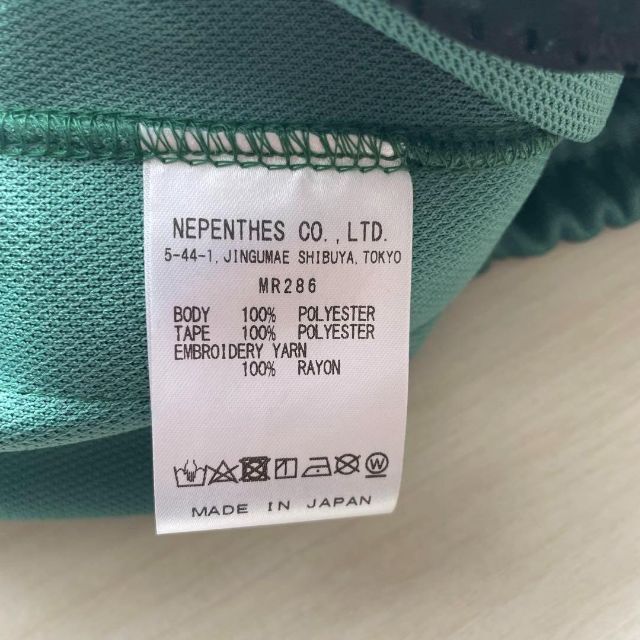 NEPENTHES CO.,LTD.
5-44-1, JINGUMAE SHIBUYA, TOKYO
MR286
BODY 100% POLYESTER
TAPE 100% POLYESTER
EMBROIDERY YARN
100% RAYON
W
MADE IN JAPAN